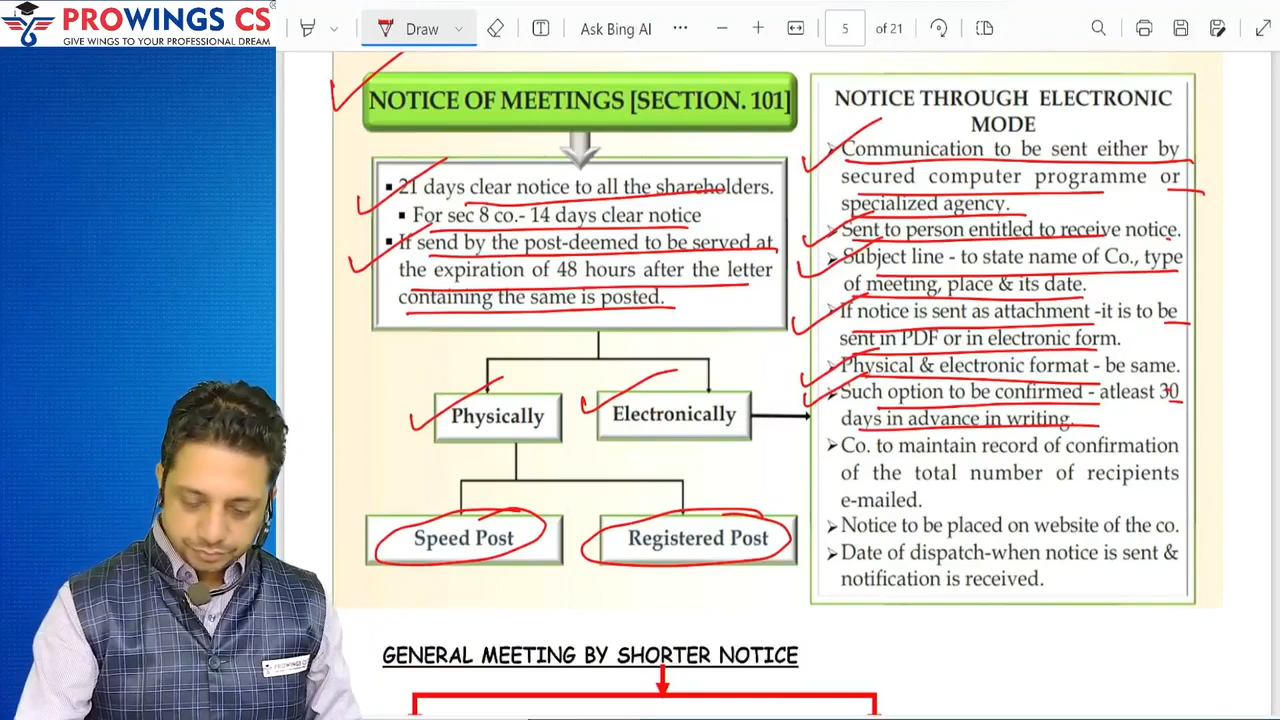 PROWINGS CS
GIVE WINGS TO YOUR PROFESSIONAL DREAM
Draw
Ask Bing AI
5 of 21
NOTICE OF MEETINGS [SECTION. 101]
21 days clear notice to all the shareholders.
For sec 8 co.- 14 days clear notice
If send by the post-deemed to be served at
the expiration of 48 hours after the letter
containing the same is posted.
Physically
Electronically
Speed Post
Registered Post
NOTICE THROUGH ELECTRONIC
MODE
Communication to be sent either by
secured computer programme or
specialized agency.
Sent to person entitled to receive notice.
Subject line - to state name of Co., type
of meeting, place & its date.
If notice is sent as attachment -it is to be
sent in PDF or in electronic form.
Physical & electronic format - be same.
Such option to be confirmed - atleast 30
days in advance in writing.
Co. to maintain record of confirmation
of the total number of recipients
e-mailed.
Notice to be placed on website of the co.
Date of dispatch-when notice is sent &
notification is received.
GENERAL MEETING BY SHORTER NOTICE
PROWINGS CS